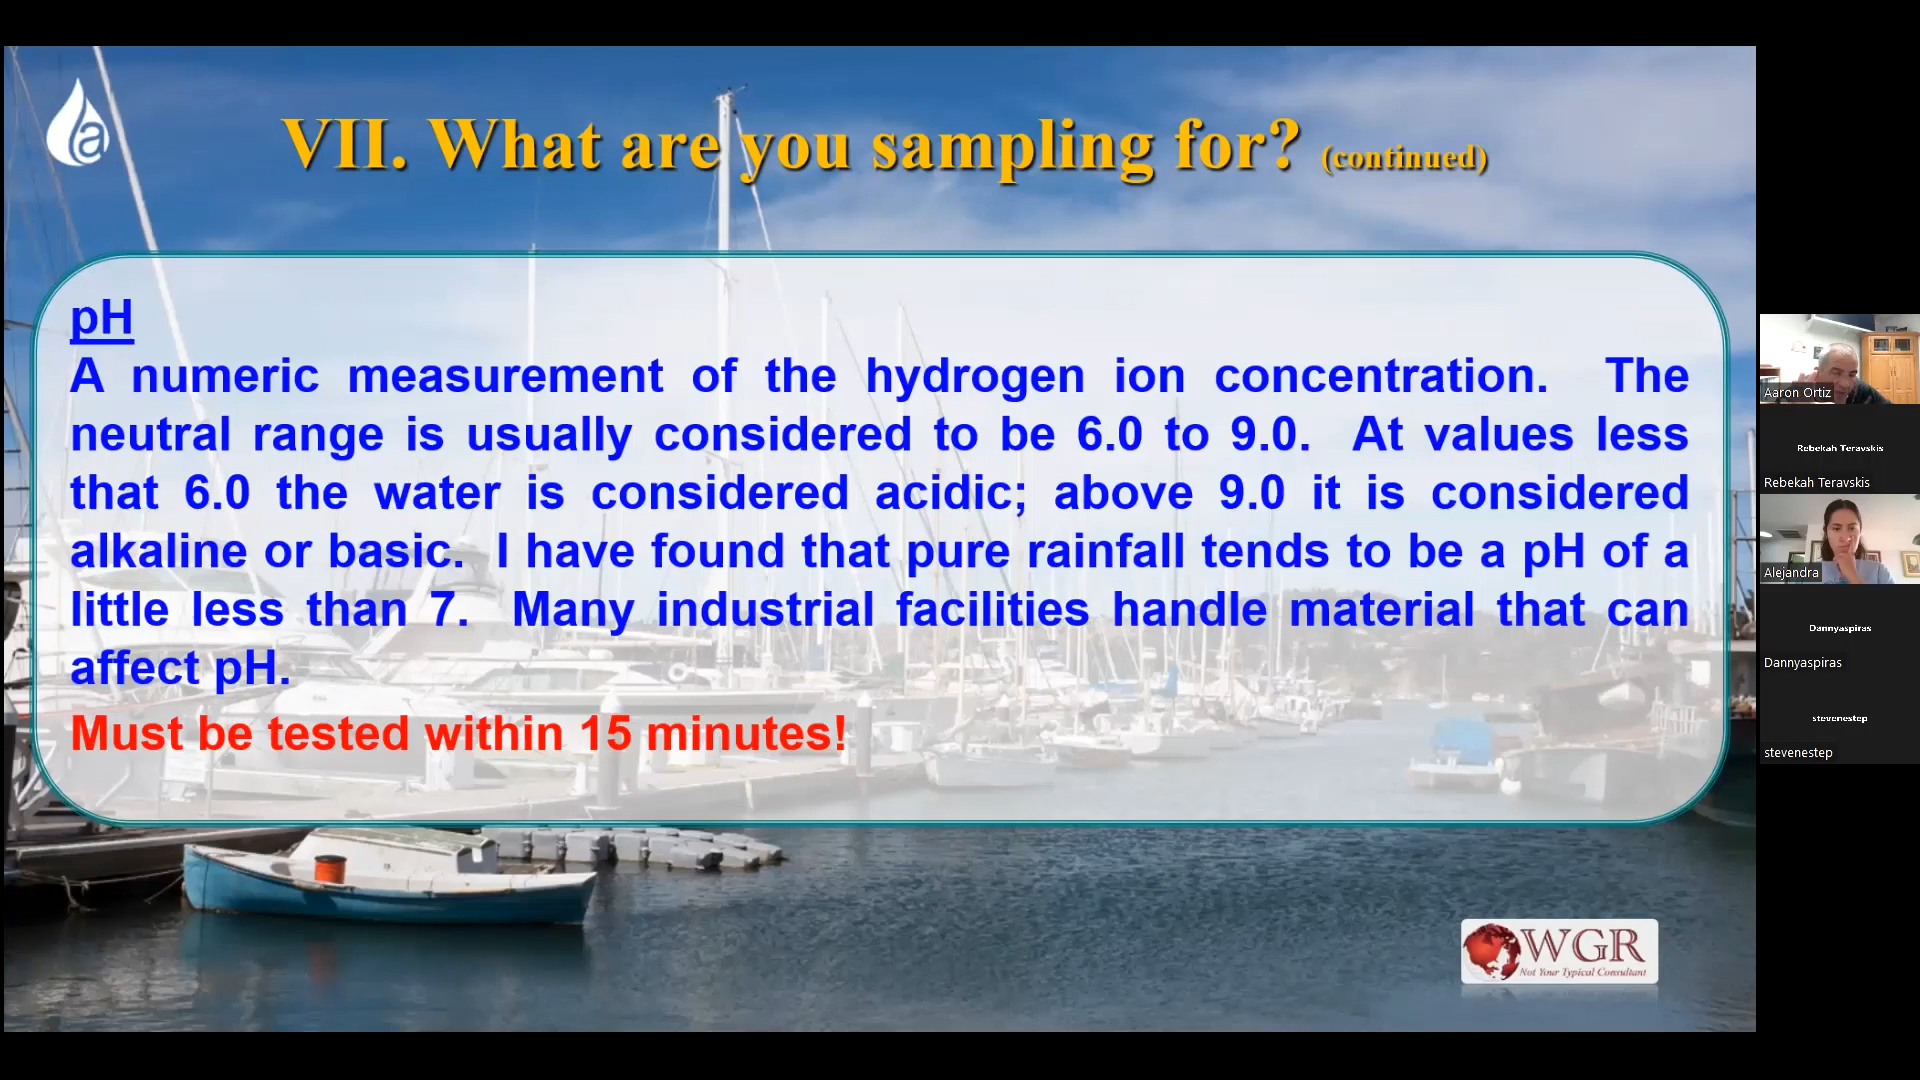 VII. What are you sampling for? (continued)
pH
A numeric measurement of the hydrogen ion concentration. The
neutral range is usually considered to be 6.0 to 9.0. At values less
that 6.0 the water is considered acidic; above 9.0 it is considered
alkaline or basic. I have found that pure rainfall tends to be a pH of a
little less than 7. Many industrial facilities handle material that can
affect pH.
Must be tested within 15 minutes!
a
WGR
Not Your Typical Consultant
Aaron Ortiz
Rebekah Teravskis
Rebekah Teravskis
Alejandra
Dannyaspiras
Dannyaspiras
stevenestep
stevenestep